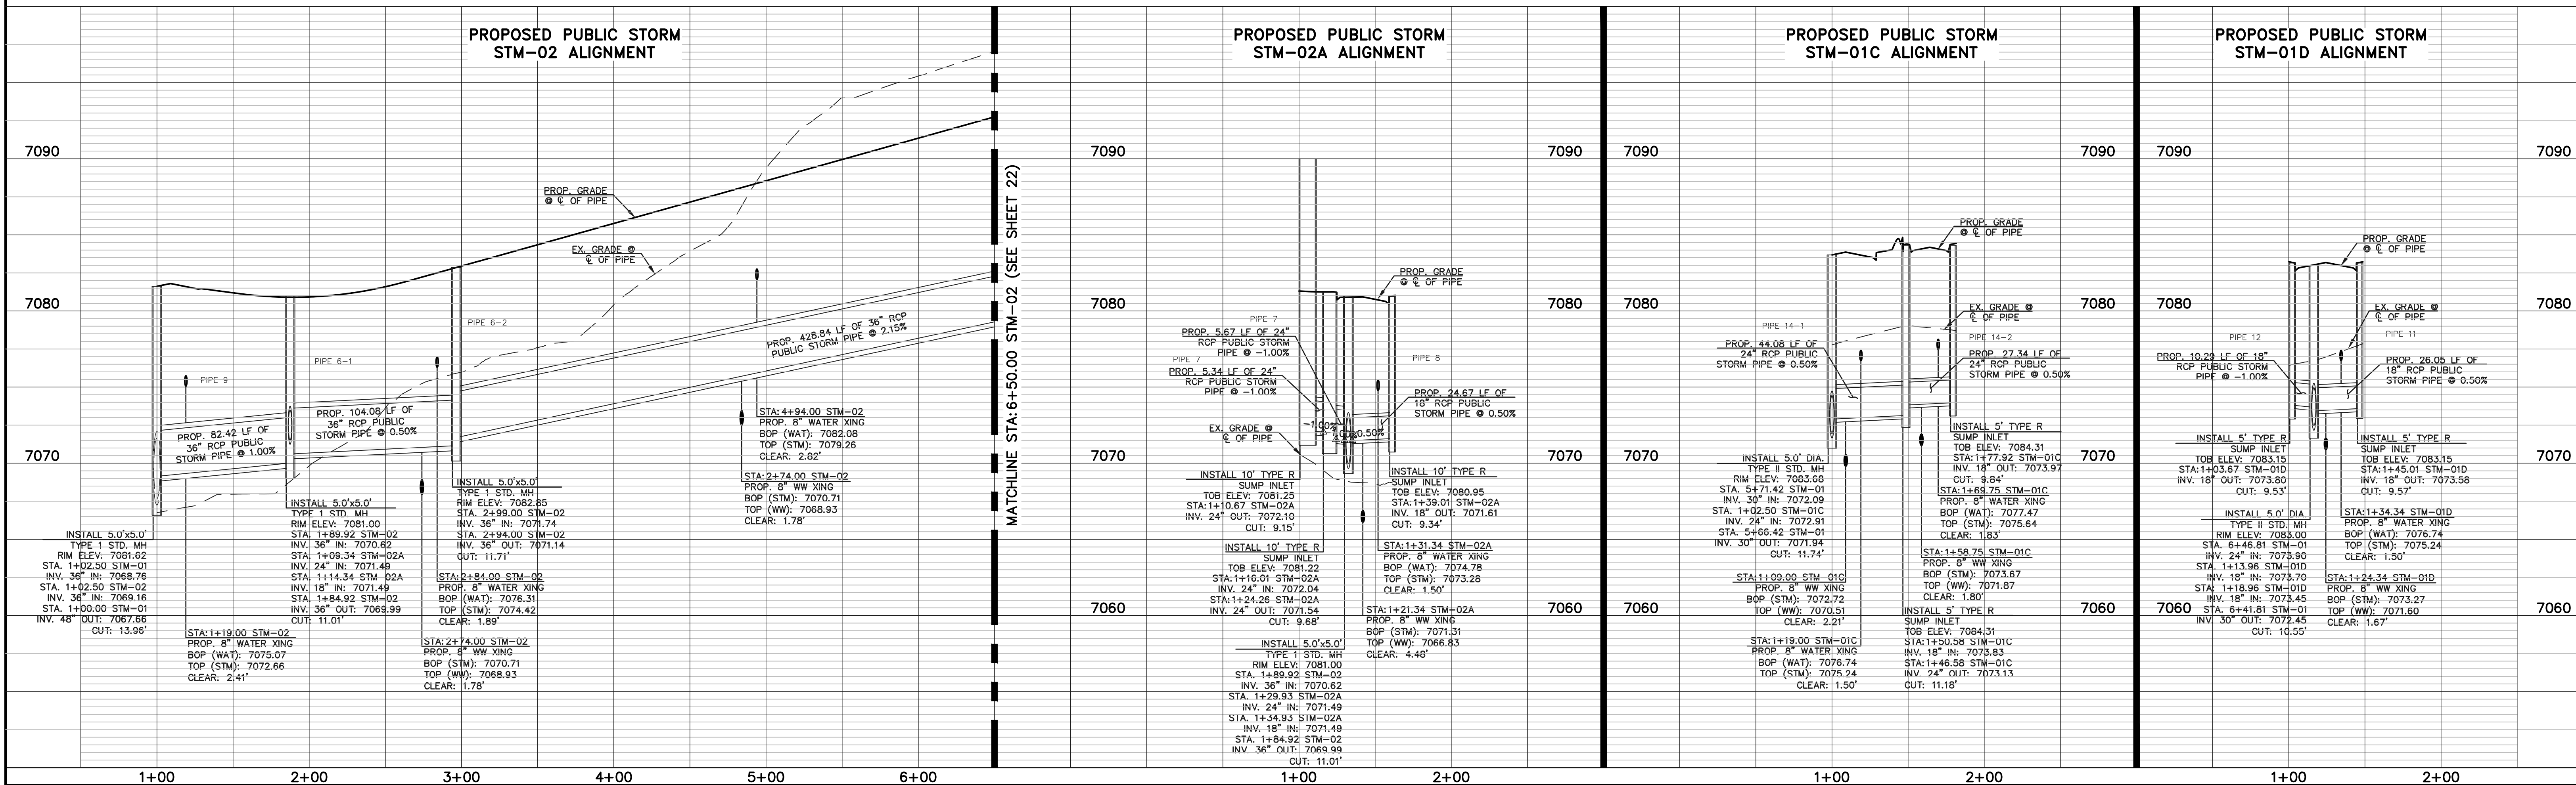 PROPOSED PUBLIC STORM
STM-02 ALIGNMENT
7090
7080
7070
PROP. GRADE
@ ℄ OF PIPE
EX. GRADE @
℄ OF PIPE
PIPE 9
PIPE 6-1
PIPE 6-2
PROP. 82.42 LF OF
36" RCP PUBLIC
STORM PIPE @ 1.00%
PROP. 104.08 LF OF
36" RCP PUBLIC
STORM PIPE @ 0.50%
PROP. 428.84 LF OF 36" RCP
PUBLIC STORM PIPE @ 2.15%
INSTALL 5.0'x5.0'
TYPE 1 STD. MH
RIM ELEV: 7081.62
STA. 1+02.50 STM-01
INV. 36" IN: 7068.76
STA. 1+02.50 STM-02
INV. 36" IN: 7069.16
STA. 1+00.00 STM-01
INV. 48" OUT: 7067.66
CUT: 13.96'
STA:1+19.00 STM-02
PROP. 8" WATER XING
BOP (WAT): 7075.07
TOP (STM): 7072.66
CLEAR: 2.41'
INSTALL 5.0'x5.0'
TYPE 1 STD. MH
RIM ELEV: 7081.00
STA. 1+89.92 STM-02
INV. 36" IN: 7070.62
STA. 1+09.34 STM-02A
INV. 24" IN: 7071.49
STA. 1+14.34 STM-02A
INV. 18" IN: 7071.49
STA. 1+84.92 STM-02
INV. 36" OUT: 7069.99
CUT: 11.01'
STA:2+74.00 STM-02
PROP. 8" WW XING
BOP (STM): 7070.71
TOP (WW): 7068.93
CLEAR: 1.78'
INSTALL 5.0'x5.0'
TYPE 1 STD. MH
RIM ELEV: 7082.85
STA. 2+99.00 STM-02
INV. 36" IN: 7071.74
STA. 2+94.00 STM-02
INV. 36" OUT: 7071.14
CUT: 11.71'
STA:2+84.00 STM-02
PROP. 8" WATER XING
BOP (WAT): 7076.31
TOP (STM): 7074.42
CLEAR: 1.89'
STA:4+94.00 STM-02
PROP. 8" WATER XING
BOP (WAT): 7082.08
TOP (STM): 7079.26
CLEAR: 2.82'
STA:2+74.00 STM-02
PROP. 8" WW XING
BOP (STM): 7070.71
TOP (WW): 7068.93
CLEAR: 1.78'
1+00
2+00
3+00
4+00
5+00
6+00
MATCHLINE STA:6+50.00 STM-02 (SEE SHEET 22)
PROPOSED PUBLIC STORM
STM-02A ALIGNMENT
7090
7090
7080
7080
7070
7070
7060
7060
PROP. GRADE
@ ℄ OF PIPE
PIPE 7
PROP. 5.67 LF OF 24"
RCP PUBLIC STORM
PIPE @ -1.00%
PIPE 7
PROP. 5.34 LF OF 24"
RCP PUBLIC STORM
PIPE @ -1.00%
EX. GRADE @
℄ OF PIPE
-1.00%
0.50%
PIPE 8
PROP. 24.67 LF OF
18" RCP PUBLIC
STORM PIPE @ 0.50%
INSTALL 10' TYPE R
SUMP INLET
TOB ELEV: 7081.25
STA:1+10.67 STM-02A
INV. 24" OUT: 7072.10
CUT: 9.15'
INSTALL 10' TYPE R
SUMP INLET
TOB ELEV: 7081.22
STA:1+16.01 STM-02A
INV. 24" IN: 7072.04
STA:1+24.26 STM-02A
INV. 24" OUT: 7071.54
CUT: 9.68'
INSTALL 5.0'x5.0'
TYPE 1 STD. MH
RIM ELEV: 7081.00
STA. 1+89.92 STM-02
INV. 36" IN: 7070.62
STA. 1+29.93 STM-02A
INV. 24" IN: 7071.49
STA. 1+34.93 STM-02A
INV. 18" IN: 7071.49
STA. 1+84.92 STM-02
INV. 36" OUT: 7069.99
CUT: 11.01'
INSTALL 10' TYPE R
SUMP INLET
TOB ELEV: 7080.95
STA:1+39.01 STM-02A
INV. 18" OUT: 7071.61
CUT: 9.34'
STA:1+31.34 STM-02A
PROP. 8" WATER XING
BOP (WAT): 7074.78
TOP (STM): 7073.28
CLEAR: 1.50'
STA:1+21.34 STM-02A
PROP. 8" WW XING
BOP (STM): 7071.31
TOP (WW): 7066.83
CLEAR: 4.48'
1+00
2+00
PROPOSED PUBLIC STORM
STM-01C ALIGNMENT
7090
7090
7080
7080
7070
7070
7060
7060
PROP. GRADE
@ ℄ OF PIPE
EX. GRADE @
℄ OF PIPE
PIPE 14-1
PROP. 44.08 LF OF
24" RCP PUBLIC
STORM PIPE @ 0.50%
PIPE 14-2
PROP. 27.34 LF OF
24" RCP PUBLIC
STORM PIPE @ 0.50%
INSTALL 5.0' DIA.
TYPE II STD. MH
RIM ELEV: 7083.68
STA. 5+71.42 STM-01
INV. 30" IN: 7072.09
STA. 1+02.50 STM-01C
INV. 24" IN: 7072.91
STA. 5+66.42 STM-01
INV. 30" OUT: 7071.94
CUT: 11.74'
STA:1+09.00 STM-01C
PROP. 8" WW XING
BOP (STM): 7072.72
TOP (WW): 7070.51
CLEAR: 2.21'
STA:1+19.00 STM-01C
PROP. 8" WATER XING
BOP (WAT): 7076.74
TOP (STM): 7075.24
CLEAR: 1.50'
INSTALL 5' TYPE R
SUMP INLET
TOB ELEV: 7084.31
STA:1+77.92 STM-01C
INV. 18" OUT: 7073.97
CUT: 9.84'
STA:1+69.75 STM-01C
PROP. 8" WATER XING
BOP (WAT): 7077.47
TOP (STM): 7075.64
CLEAR: 1.83'
STA:1+58.75 STM-01C
PROP. 8" WW XING
BOP (STM): 7073.67
TOP (WW): 7071.87
CLEAR: 1.80'
INSTALL 5' TYPE R
SUMP INLET
TOB ELEV: 7084.31
STA:1+50.58 STM-01C
INV. 18" IN: 7073.83
STA:1+46.58 STM-01C
INV. 24" OUT: 7073.13
CUT: 11.18'
1+00
2+00
PROPOSED PUBLIC STORM
STM-01D ALIGNMENT
7090
7090
7080
7080
7070
7070
7060
7060
PROP. GRADE
@ ℄ OF PIPE
EX. GRADE @
℄ OF PIPE
PIPE 12
PROP. 10.29 LF OF 18"
RCP PUBLIC STORM
PIPE @ -1.00%
PIPE 11
PROP. 26.05 LF OF
18" RCP PUBLIC
STORM PIPE @ 0.50%
INSTALL 5' TYPE R
SUMP INLET
TOB ELEV: 7083.15
STA:1+03.67 STM-01D
INV. 18" OUT: 7073.80
CUT: 9.53'
INSTALL 5.0' DIA.
TYPE II STD. MH
RIM ELEV: 7083.00
STA. 6+46.81 STM-01
INV. 24" IN: 7073.90
STA. 1+13.96 STM-01D
INV. 18" IN: 7073.70
STA. 1+18.96 STM-01D
INV. 18" IN: 7073.45
STA. 6+41.81 STM-01
INV. 30" OUT: 7072.45
CUT: 10.55'
INSTALL 5' TYPE R
SUMP INLET
TOB ELEV: 7083.15
STA:1+45.01 STM-01D
INV. 18" OUT: 7073.58
CUT: 9.57'
STA:1+34.34 STM-01D
PROP. 8" WATER XING
BOP (WAT): 7076.74
TOP (STM): 7075.24
CLEAR: 1.50'
STA:1+24.34 STM-01D
PROP. 8" WW XING
BOP (STM): 7073.27
TOP (WW): 7071.60
CLEAR: 1.67'
1+00
2+00